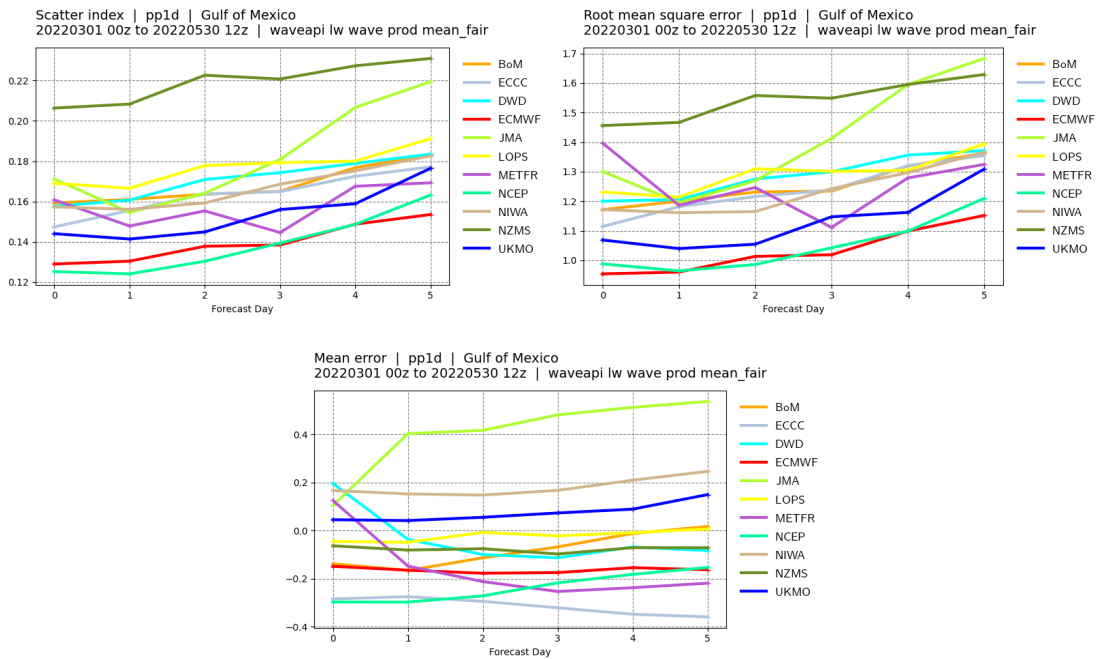 Scatter index | pp1d | Gulf of Mexico
20220301 00z to 20220530 12z | waveapi lw wave prod mean_fair
0.22
0.20
0.18
0.16
0.14
0.12
0 1 2 3 4 5
Forecast Day
BoM
ECCC
DWD
ECMWF
JMA
LOPS
METFR
NCEP
NIWA
NZMS
UKMO
Root mean square error | pp1d | Gulf of Mexico
20220301 00z to 20220530 12z | waveapi lw wave prod mean_fair
1.7
1.6
1.5
1.4
1.3
1.2
1.1
1.0
0 1 2 3 4 5
Forecast Day
BoM
ECCC
DWD
ECMWF
JMA
LOPS
METFR
NCEP
NIWA
NZMS
UKMO
Mean error | pp1d | Gulf of Mexico
20220301 00z to 20220530 12z | waveapi lw wave prod mean_fair
0.4
0.2
0.0
−0.2
−0.4
0 1 2 3 4 5
Forecast Day
BoM
ECCC
DWD
ECMWF
JMA
LOPS
METFR
NCEP
NIWA
NZMS
UKMO